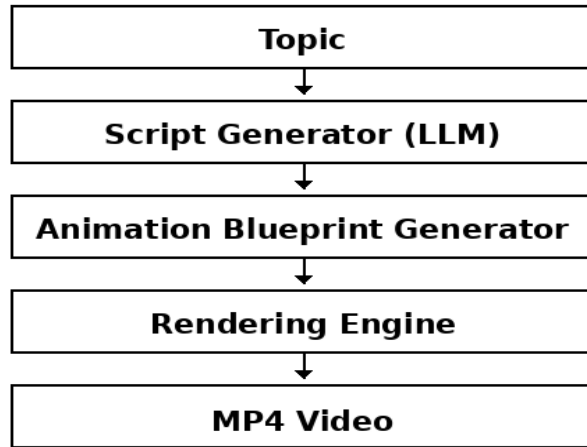 Topic
Script Generator (LLM)
Animation Blueprint Generator
Rendering Engine
MP4 Video